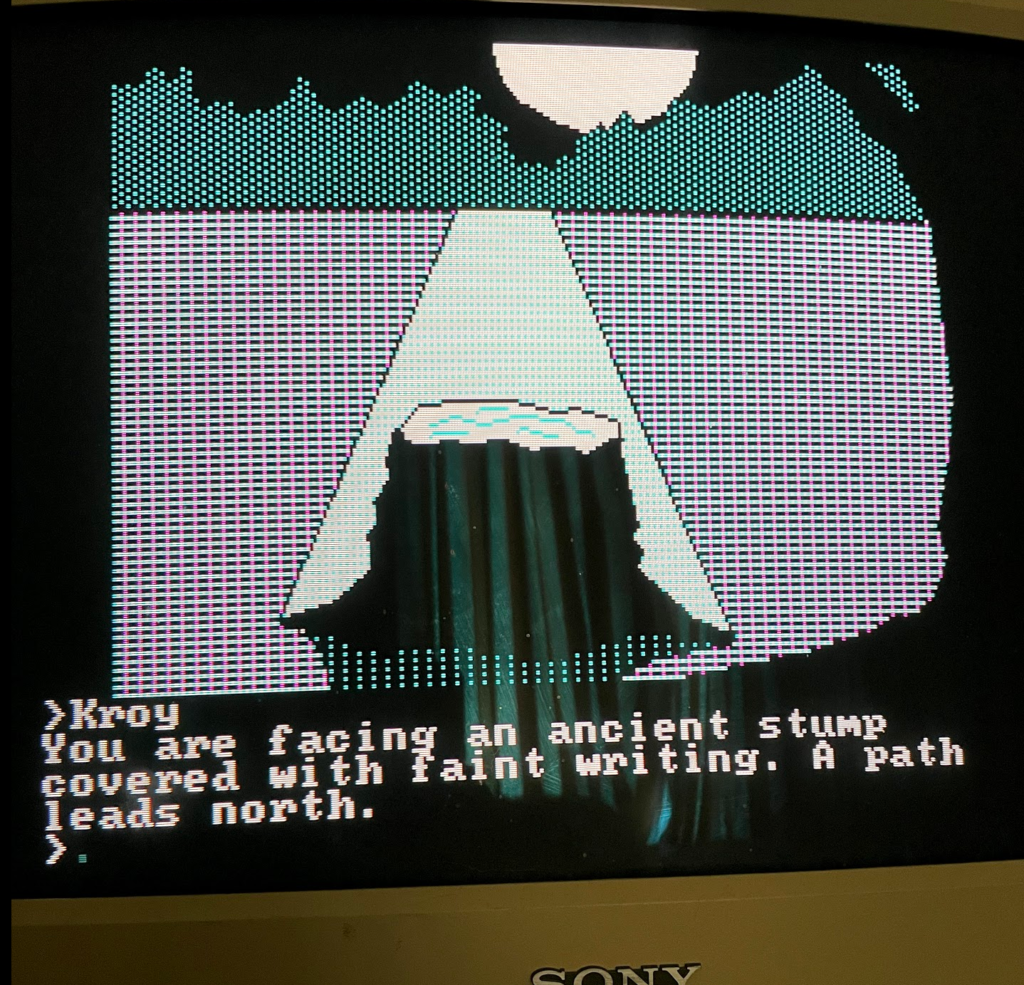 >Kroy
You are facing an ancient stump
covered with faint writing. A path
leads north.
>
SONY